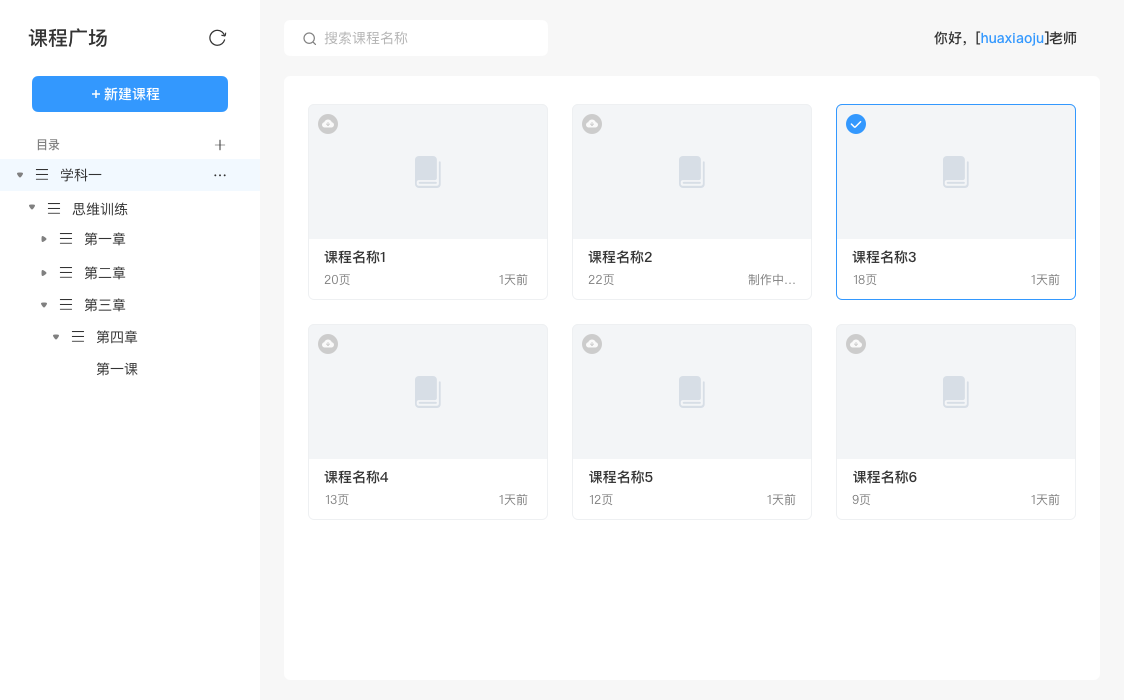 课程广场
+ 新建课程
目录
学科一
思维训练
第一章
第二章
第三章
第四章
第一课
搜索课程名称
你好，[huaxiaoju]老师
课程名称1
20页 1天前
课程名称2
22页 制作中...
课程名称3
18页 1天前
课程名称4
13页 1天前
课程名称5
12页 1天前
课程名称6
9页 1天前